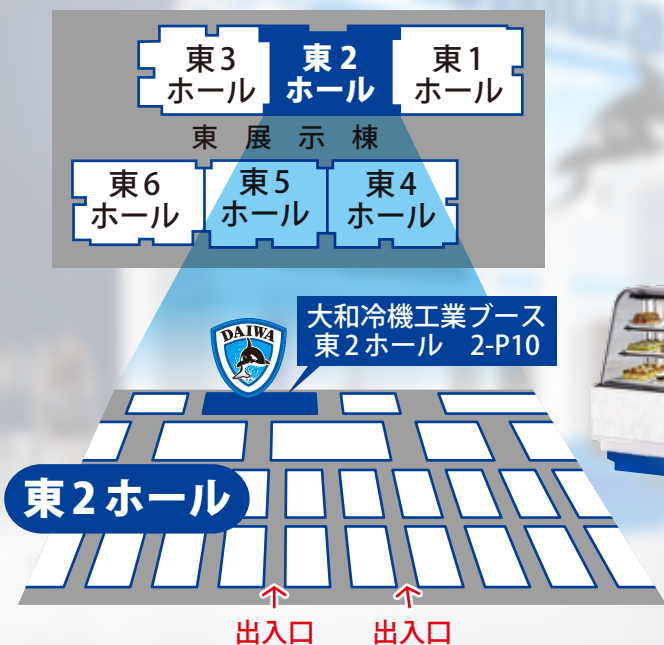 東3
ホール
東2
ホール
東1
ホール
東展示棟
東6
ホール
東5
ホール
東4
ホール
DAIWA
大和冷機工業ブース
東2ホール 2-P10
東2ホール
出入口
出入口